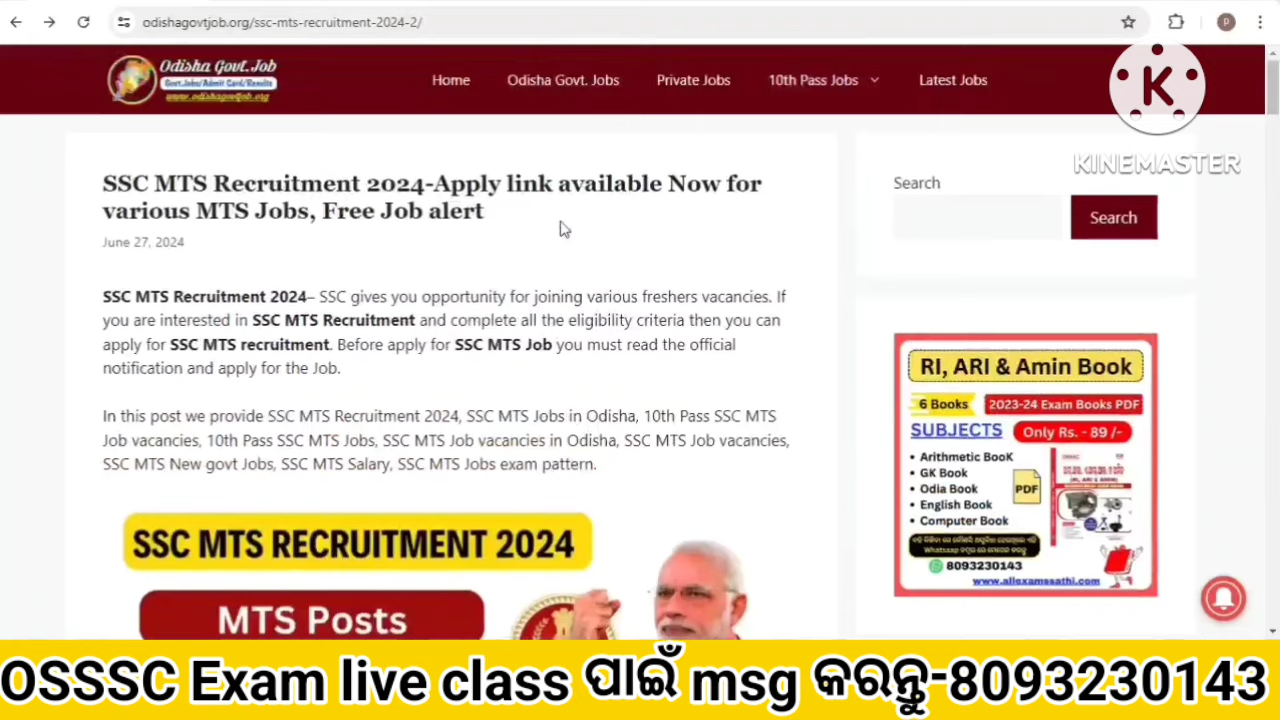 odishagovtjob.org/ssc-mts-recruitment-2024-2/
P
Odisha Govt.Job
Govt.Jobs/Admit Card/Results
www.odishagovtjob.org
Home
Odisha Govt. Jobs
Private Jobs
10th Pass Jobs
Latest Jobs
K
KINEMASTER
SSC MTS Recruitment 2024-Apply link available Now for
various MTS Jobs, Free Job alert
June 27, 2024
SSC MTS Recruitment 2024– SSC gives you opportunity for joining various freshers vacancies. If
you are interested in SSC MTS Recruitment and complete all the eligibility criteria then you can
apply for SSC MTS recruitment. Before apply for SSC MTS Job you must read the official
notification and apply for the Job.
In this post we provide SSC MTS Recruitment 2024, SSC MTS Jobs in Odisha, 10th Pass SSC MTS
Job vacancies, 10th Pass SSC MTS Jobs, SSC MTS Job vacancies in Odisha, SSC MTS Job vacancies,
SSC MTS New govt Jobs, SSC MTS Salary, SSC MTS Jobs exam pattern.
SSC MTS RECRUITMENT 2024
MTS Posts
Search
Search
RI, ARI & Amin Book
6 Books
2023-24 Exam Books PDF
SUBJECTS
Only Rs. - 89 /-
• Arithmetic BooK
• GK Book
• Odia Book
• English Book
• Computer Book
PDF
8093230143
www.allexamssathi.com
OSSSC Exam live class ପାଇଁ msg କରନ୍ତୁ-8093230143